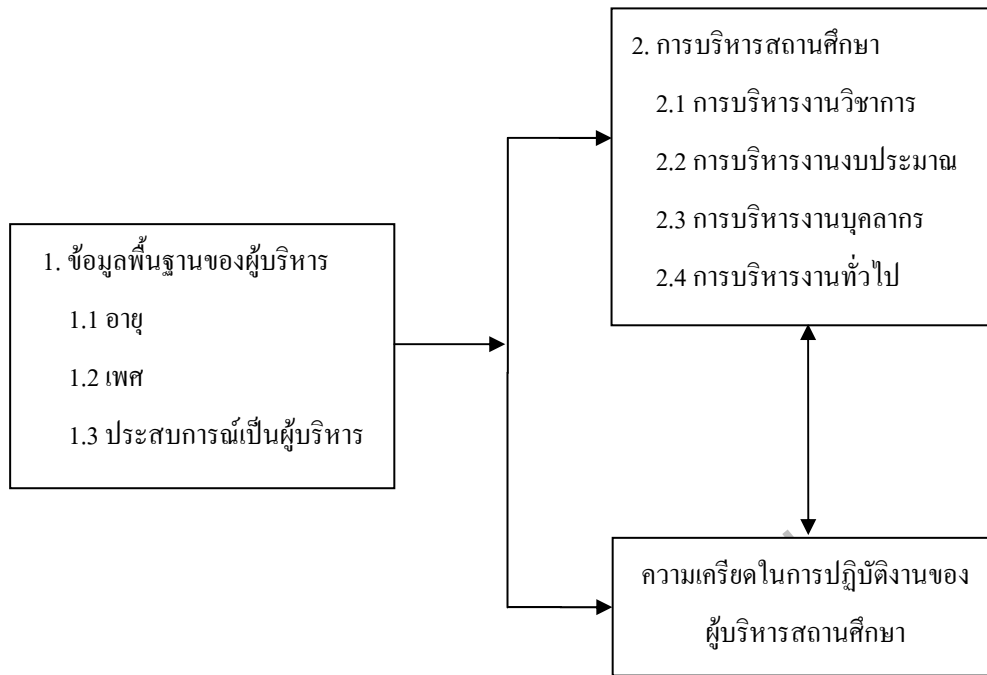 1. ข้อมูลพื้นฐานของผู้บริหาร
1.1 อายุ
1.2 เพศ
1.3 ประสบการณ์เป็นผู้บริหาร
2. การบริหารสถานศึกษา
2.1 การบริหารงานวิชาการ
2.2 การบริหารงานงบประมาณ
2.3 การบริหารงานบุคลากร
2.4 การบริหารงานทั่วไป
ความเครียดในการปฏิบัติงานของ
ผู้บริหารสถานศึกษา